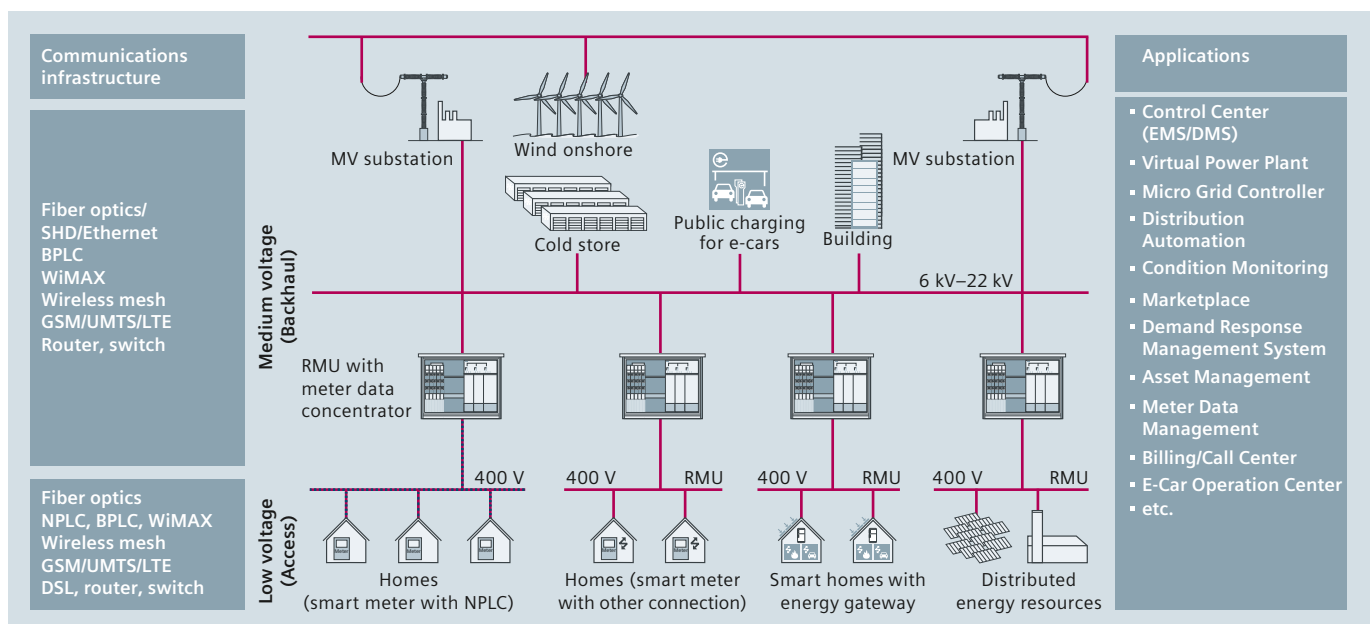 Communications
infrastructure
Fiber optics/
SHD/Ethernet
BPLC
WiMAX
Wireless mesh
GSM/UMTS/LTE
Router, switch
Fiber optics
NPLC, BPLC, WiMAX
Wireless mesh
GSM/UMTS/LTE
DSL, router, switch
Medium voltage
(Backhaul)
Low voltage
(Access)
MV substation
Wind onshore
MV substation
Cold store
Public charging
for e-cars
Building
6 kV–22 kV
RMU with
meter data
concentrator
400 V
400 V
RMU
400 V
RMU
400 V
RMU
Meter
Meter
Meter
Meter
Meter
Homes
(smart meter with NPLC)
Homes (smart meter
with other connection)
Smart homes with
energy gateway
Distributed
energy resources
Applications
▪ Control Center
(EMS/DMS)
▪ Virtual Power Plant
▪ Micro Grid Controller
▪ Distribution
Automation
▪ Condition Monitoring
▪ Marketplace
▪ Demand Response
Management System
▪ Asset Management
▪ Meter Data
Management
▪ Billing/Call Center
▪ E-Car Operation Center
▪ etc.